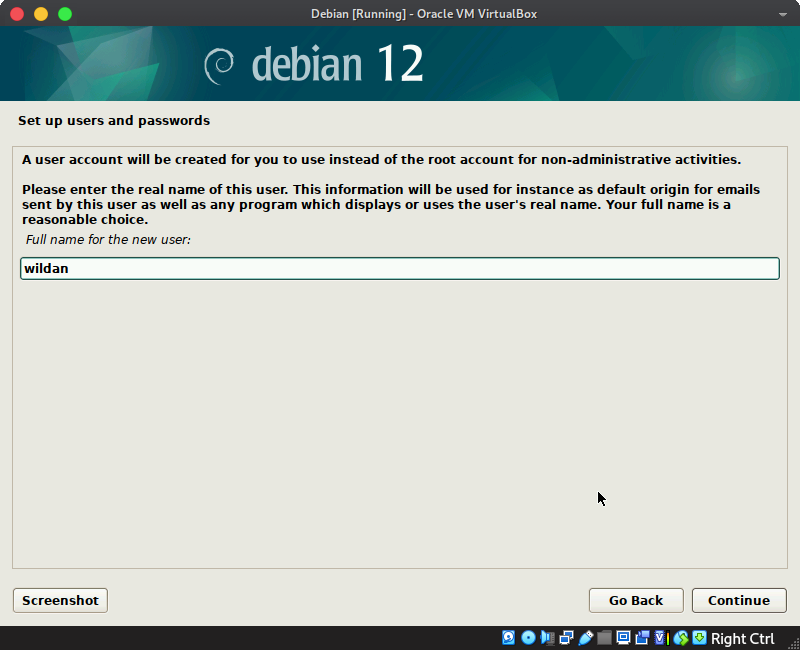 Debian [Running] - Oracle VM VirtualBox
debian 12
Set up users and passwords
A user account will be created for you to use instead of the root account for non-administrative activities.
Please enter the real name of this user. This information will be used for instance as default origin for emails
sent by this user as well as any program which displays or uses the user's real name. Your full name is a
reasonable choice.
Full name for the new user:
wildan
Screenshot
Go Back
Continue
Right Ctrl